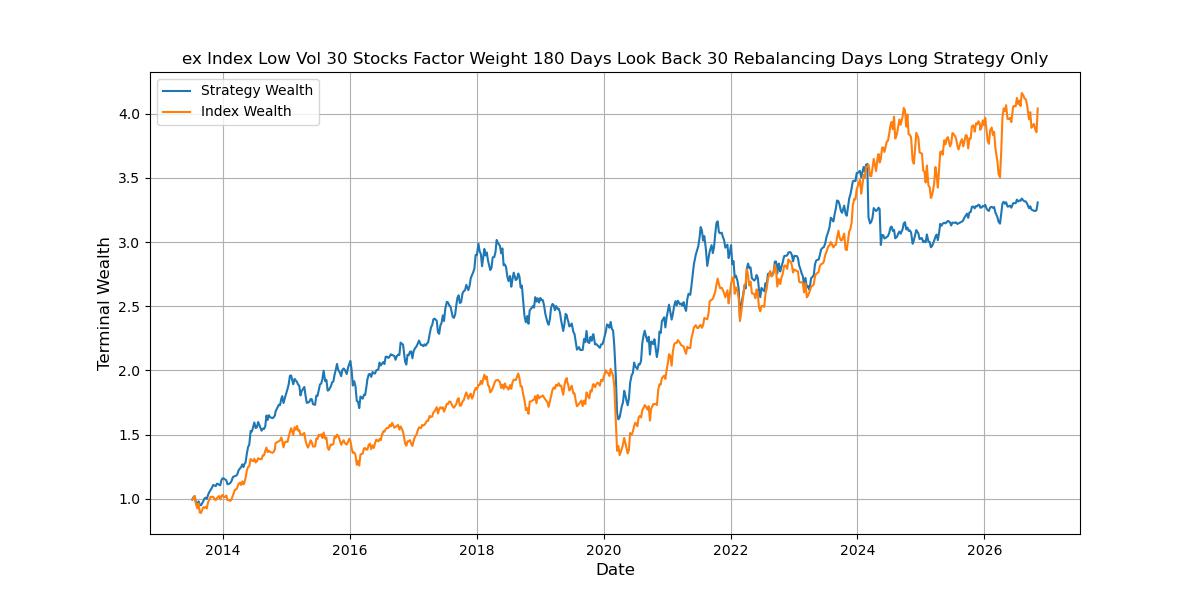 ex Index Low Vol 30 Stocks Factor Weight 180 Days Look Back 30 Rebalancing Days Long Strategy Only
Strategy Wealth
Index Wealth
4.0
3.5
3.0
2.5
2.0
1.5
1.0
Terminal Wealth
2014 2016 2018 2020 2022 2024 2026
Date